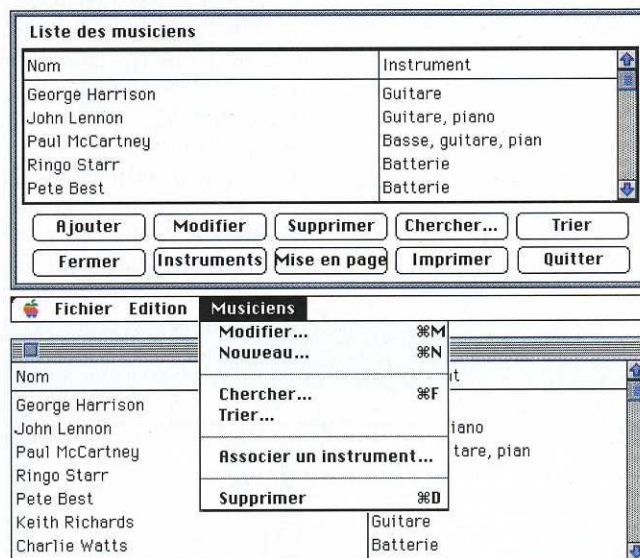 Liste des musiciens
Nom Instrument
George Harrison Guitare
John Lennon Guitare, piano
Paul McCartney Basse, guitare, pian
Ringo Starr Batterie
Pete Best Batterie
Ajouter Modifier Supprimer Chercher... Trier
Fermer Instruments Mise en page Imprimer Quitter
Fichier Edition Musiciens
Modifier... ⌘M
Nouveau... ⌘N
Chercher... ⌘F
Trier...
Associer un instrument...
Supprimer ⌘D
Nom t
George Harrison
John Lennon iano
Paul McCartney tare, pian
Ringo Starr
Pete Best
Keith Richards Guitare
Charlie Watts Batterie